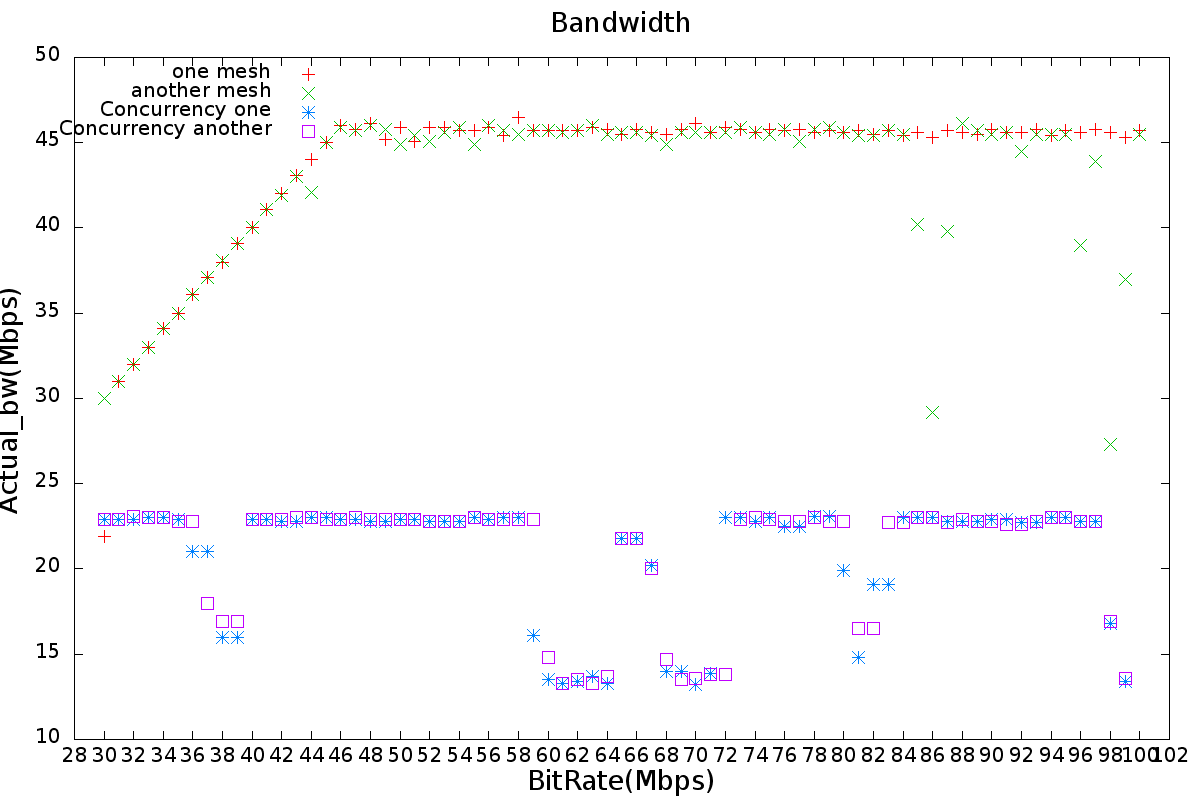 Bandwidth
50
one mesh
another mesh
Concurrency one
Concurrency another
45
40
35
30
25
20
15
10
Actual_bw(Mbps)
28 30 32 34 36 38 40 42 44 46 48 50 52 54 56 58 60 62 64 66 68 70 72 74 76 78 80 82 84 86 88 90 92 94 96 98 100 102
BitRate(Mbps)